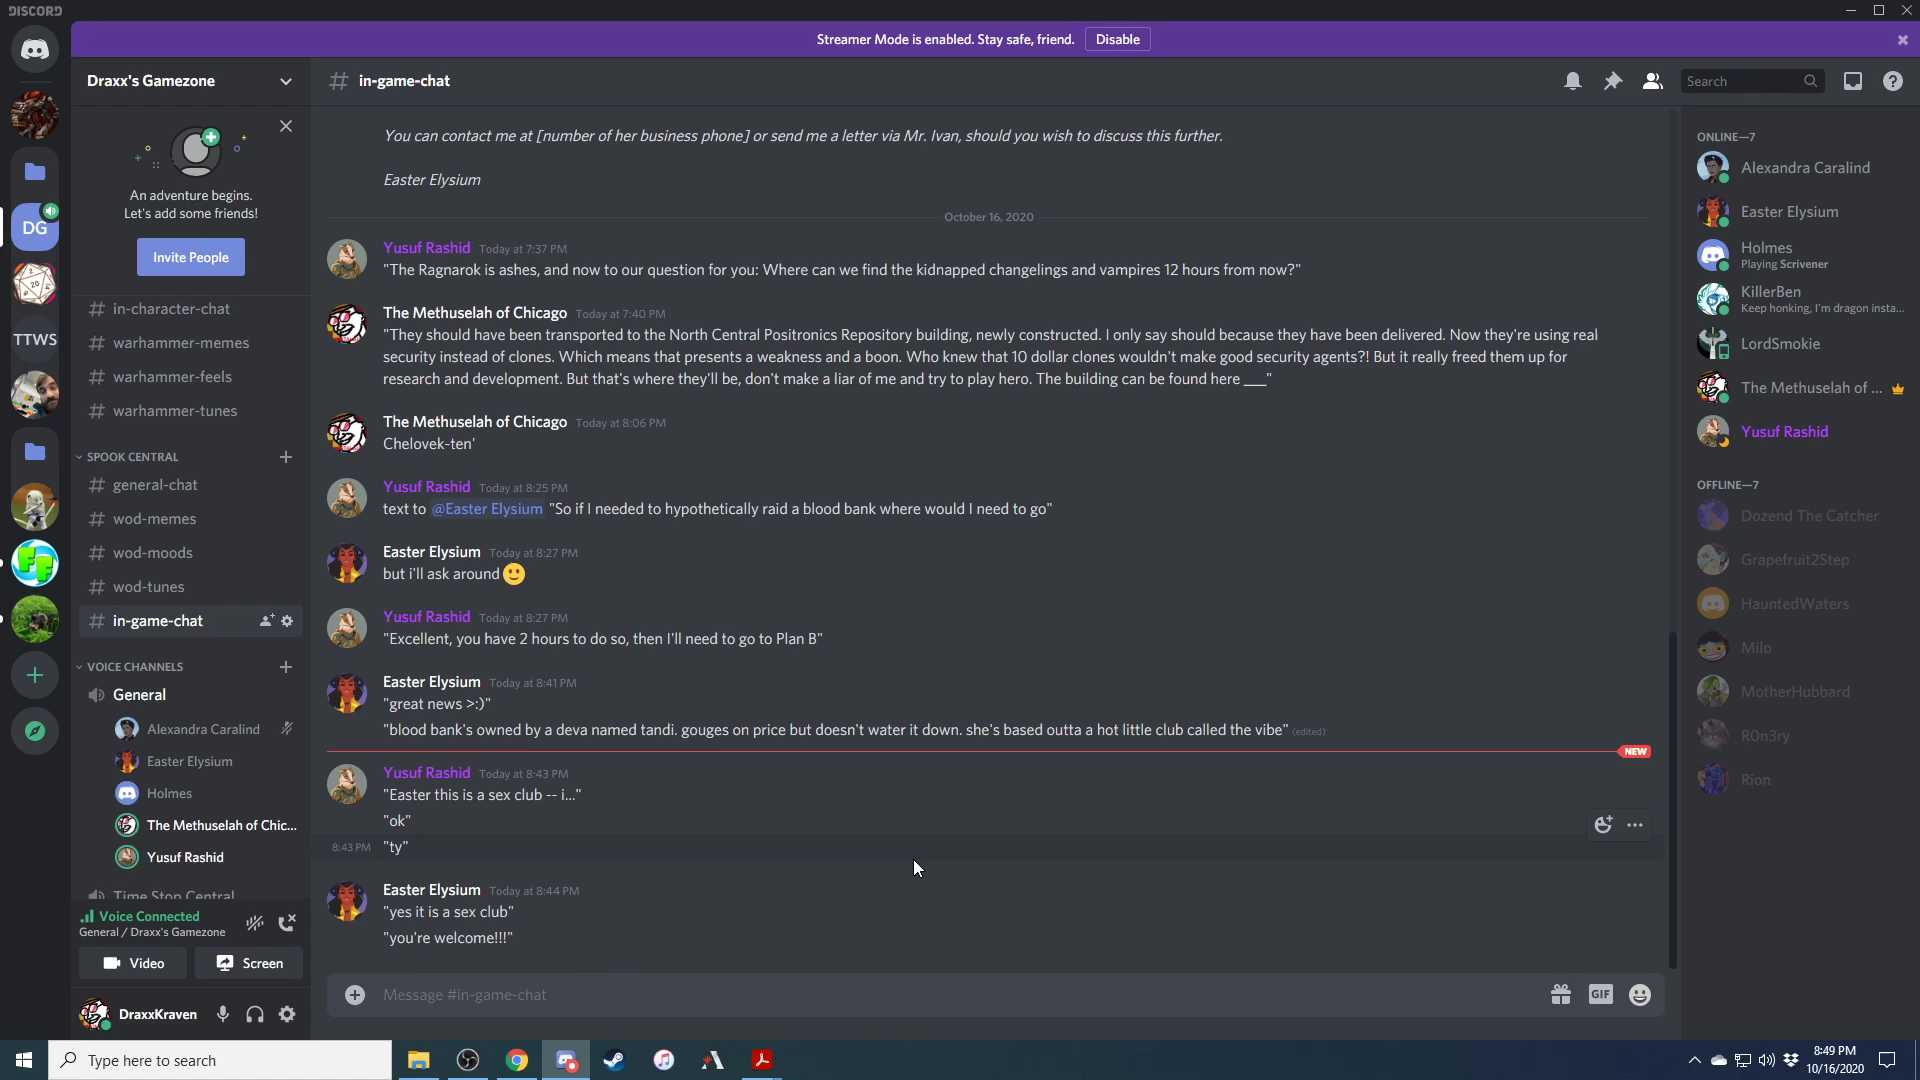 DISCORD
Streamer Mode is enabled. Stay safe, friend.
Disable
Draxx's Gamezone
in-game-chat
Search
An adventure begins.
Let's add some friends!
Invite People
DG
TTWS
FF
in-character-chat
warhammer-memes
warhammer-feels
warhammer-tunes
SPOOK CENTRAL
general-chat
wod-memes
wod-moods
wod-tunes
in-game-chat
VOICE CHANNELS
General
Alexandra Caralind
Easter Elysium
Holmes
The Methuselah of Chic...
Yusuf Rashid
Time Stop Central
Voice Connected
General / Draxx's Gamezone
Video
Screen
DraxxKraven
You can contact me at [number of her business phone] or send me a letter via Mr. Ivan, should you wish to discuss this further.
Easter Elysium
October 16, 2020
Yusuf Rashid Today at 7:37 PM
"The Ragnarok is ashes, and now to our question for you: Where can we find the kidnapped changelings and vampires 12 hours from now?"
The Methuselah of Chicago Today at 7:40 PM
"They should have been transported to the North Central Positronics Repository building, newly constructed. I only say should because they have been delivered. Now they're using real
security instead of clones. Which means that presents a weakness and a boon. Who knew that 10 dollar clones wouldn't make good security agents?! But it really freed them up for
research and development. But that's where they'll be, don't make a liar of me and try to play hero. The building can be found here ___"
The Methuselah of Chicago Today at 8:06 PM
Chelovek-ten'
Yusuf Rashid Today at 8:25 PM
text to @Easter Elysium "So if I needed to hypothetically raid a blood bank where would I need to go"
Easter Elysium Today at 8:27 PM
but i'll ask around 🙂
Yusuf Rashid Today at 8:27 PM
"Excellent, you have 2 hours to do so, then I'll need to go to Plan B"
Easter Elysium Today at 8:41 PM
"great news >:)"
"blood bank's owned by a deva named tandi. gouges on price but doesn't water it down. she's based outta a hot little club called the vibe" (edited)
NEW
Yusuf Rashid Today at 8:43 PM
"Easter this is a sex club -- i..."
"ok"
8:43 PM "ty"
Easter Elysium Today at 8:44 PM
"yes it is a sex club"
"you're welcome!!!"
Message #in-game-chat
GIF
ONLINE—7
Alexandra Caralind
Easter Elysium
Holmes
Playing Scrivener
KillerBen
Keep honking, I'm dragon insta...
LordSmokie
The Methuselah of ...
Yusuf Rashid
OFFLINE—7
Dozend The Catcher
Grapefruit2Step
HauntedWaters
Milo
MotherHubbard
R0n3ry
Rion
Type here to search
8:49 PM
10/16/2020